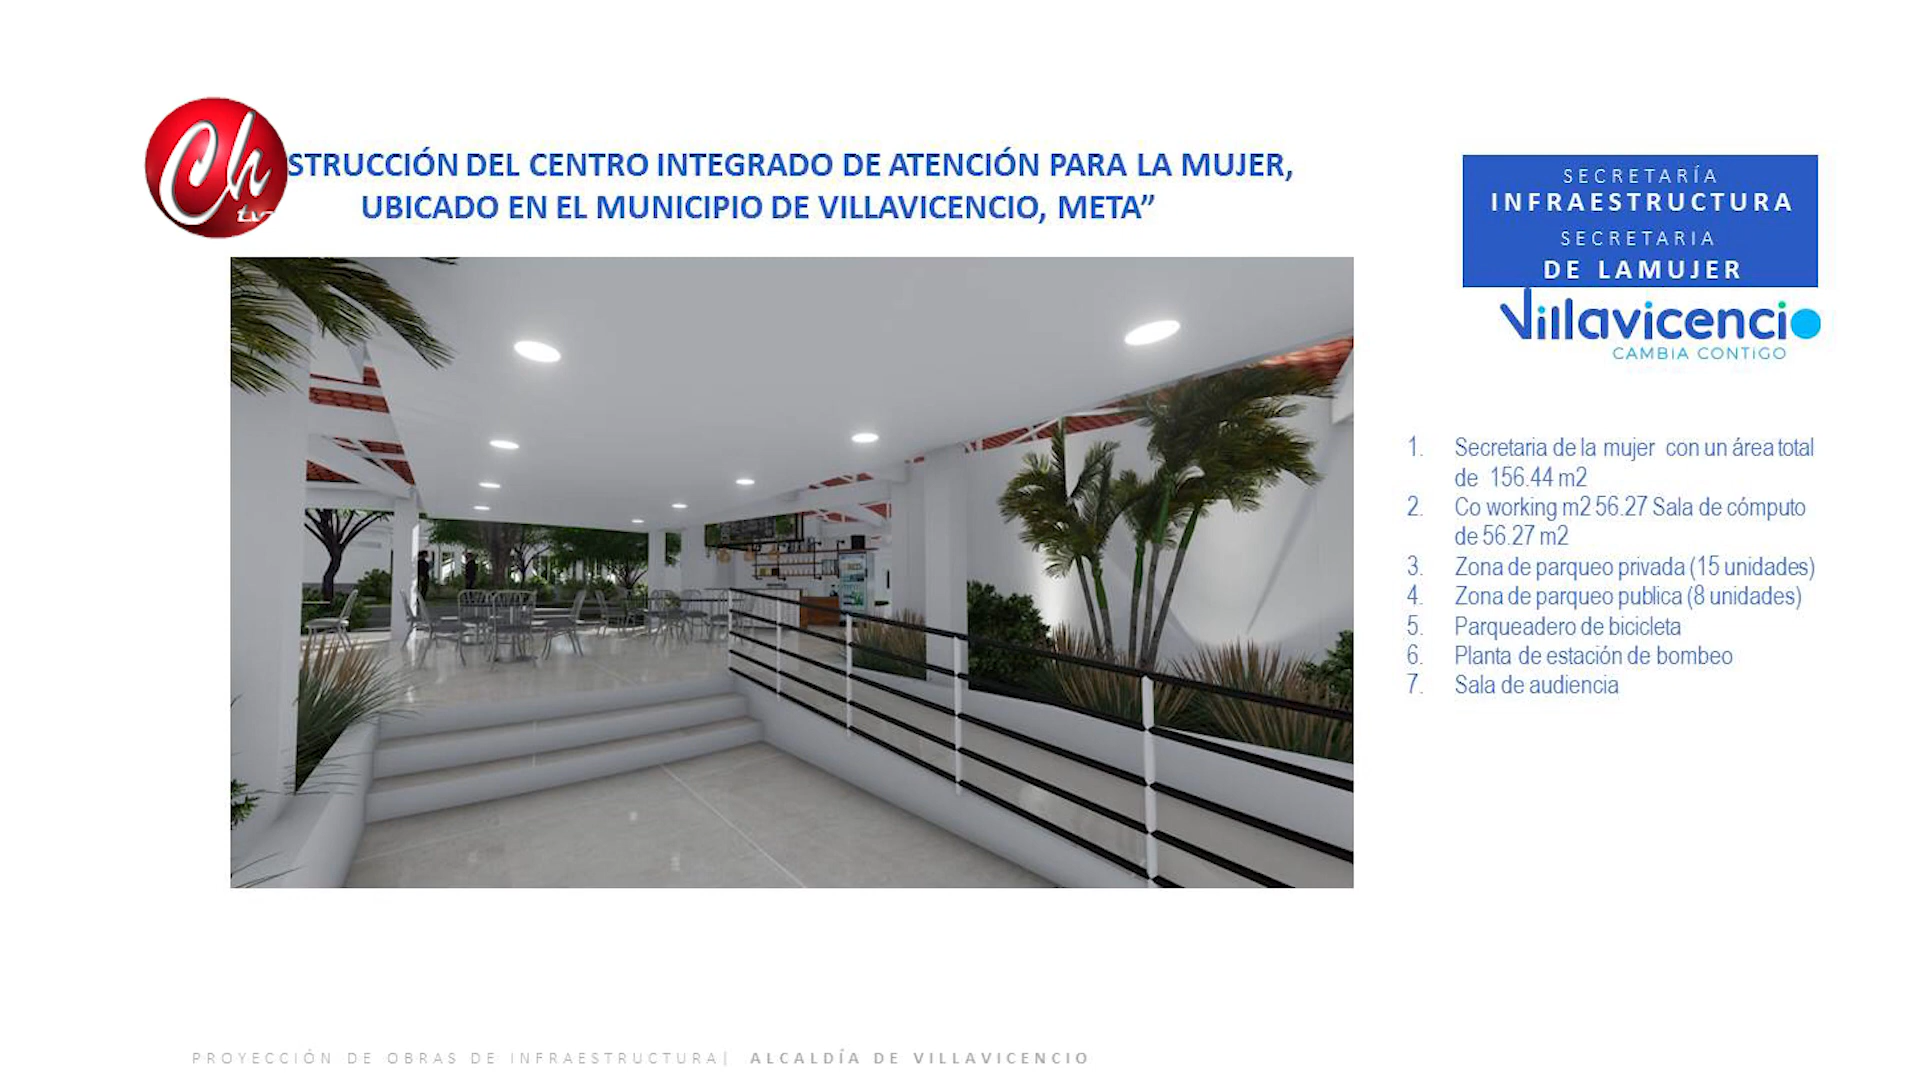 Ch
tv
STRUCCIÓN DEL CENTRO INTEGRADO DE ATENCIÓN PARA LA MUJER,
UBICADO EN EL MUNICIPIO DE VILLAVICENCIO, META”
SECRETARÍA
INFRAESTRUCTURA
SECRETARIA
DE LAMUJER
Villavicencio
CAMBIA CONTIGO
1. Secretaria de la mujer con un área total
de 156.44 m2
2. Co working m2 56.27 Sala de cómputo
de 56.27 m2
3. Zona de parqueo privada (15 unidades)
4. Zona de parqueo publica (8 unidades)
5. Parqueadero de bicicleta
6. Planta de estación de bombeo
7. Sala de audiencia
PROYECCIÓN DE OBRAS DE INFRAESTRUCTURA| ALCALDÍA DE VILLAVICENCIO